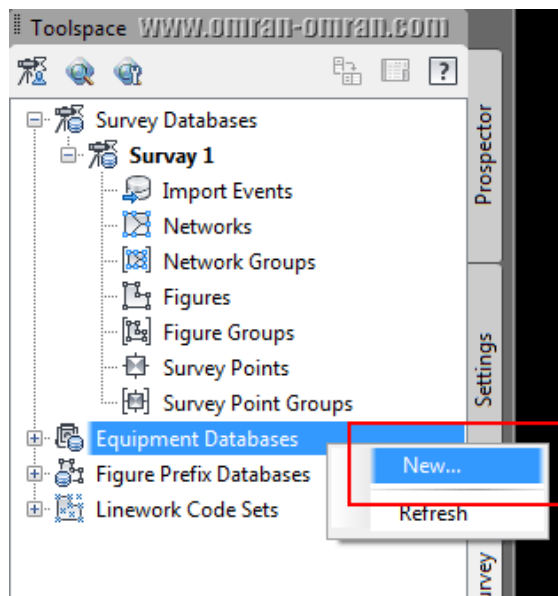 Toolspace www.omran-omran.com
?
Survey Databases
Survay 1
Import Events
Networks
Network Groups
Figures
Figure Groups
Survey Points
Survey Point Groups
Equipment Databases
Figure Prefix Databases
Linework Code Sets
New...
Refresh
Prospector
Settings